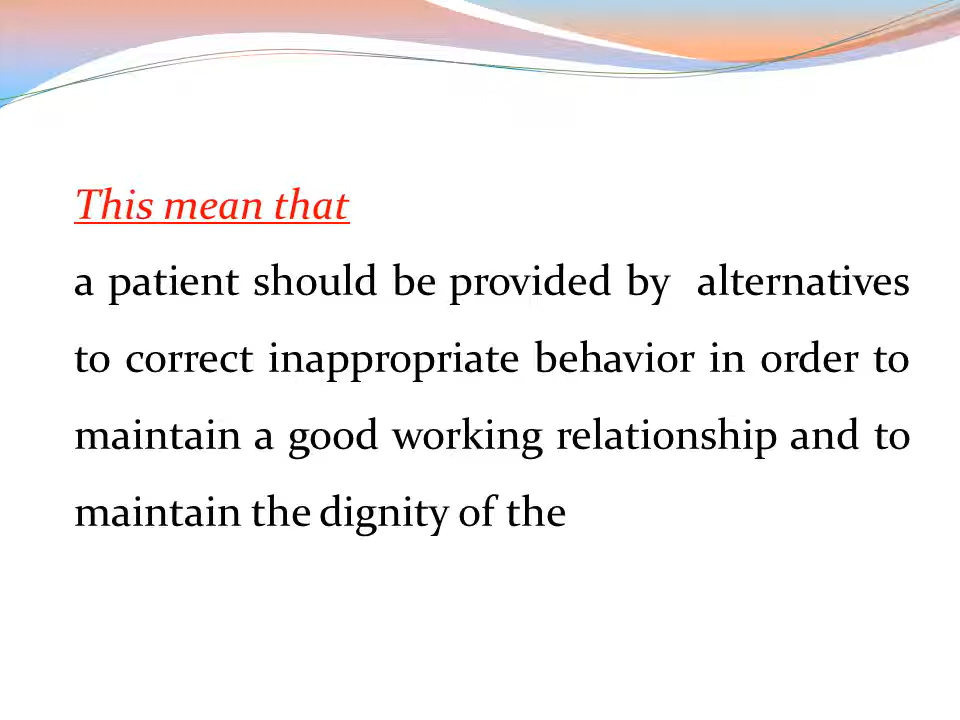 This mean that
a patient should be provided by alternatives
to correct inappropriate behavior in order to
maintain a good working relationship and to
maintain the dignity of the